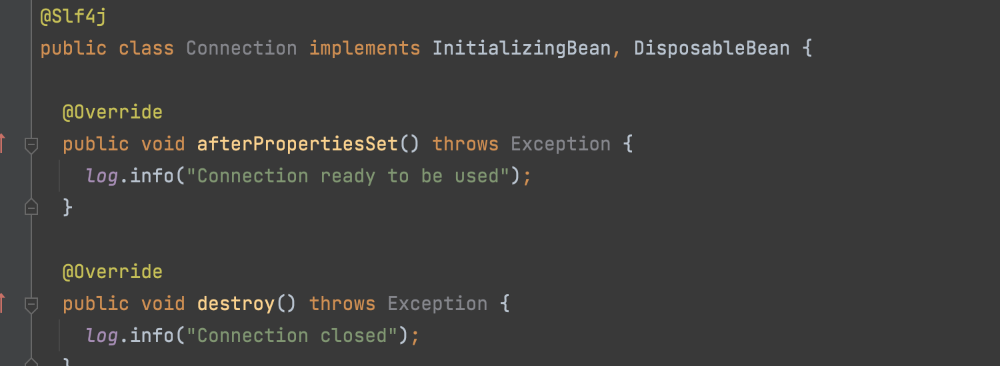 @Slf4j
public class Connection implements InitializingBean, DisposableBean {
@Override
public void afterPropertiesSet() throws Exception {
log.info("Connection ready to be used");
}
@Override
public void destroy() throws Exception {
log.info("Connection closed");
}